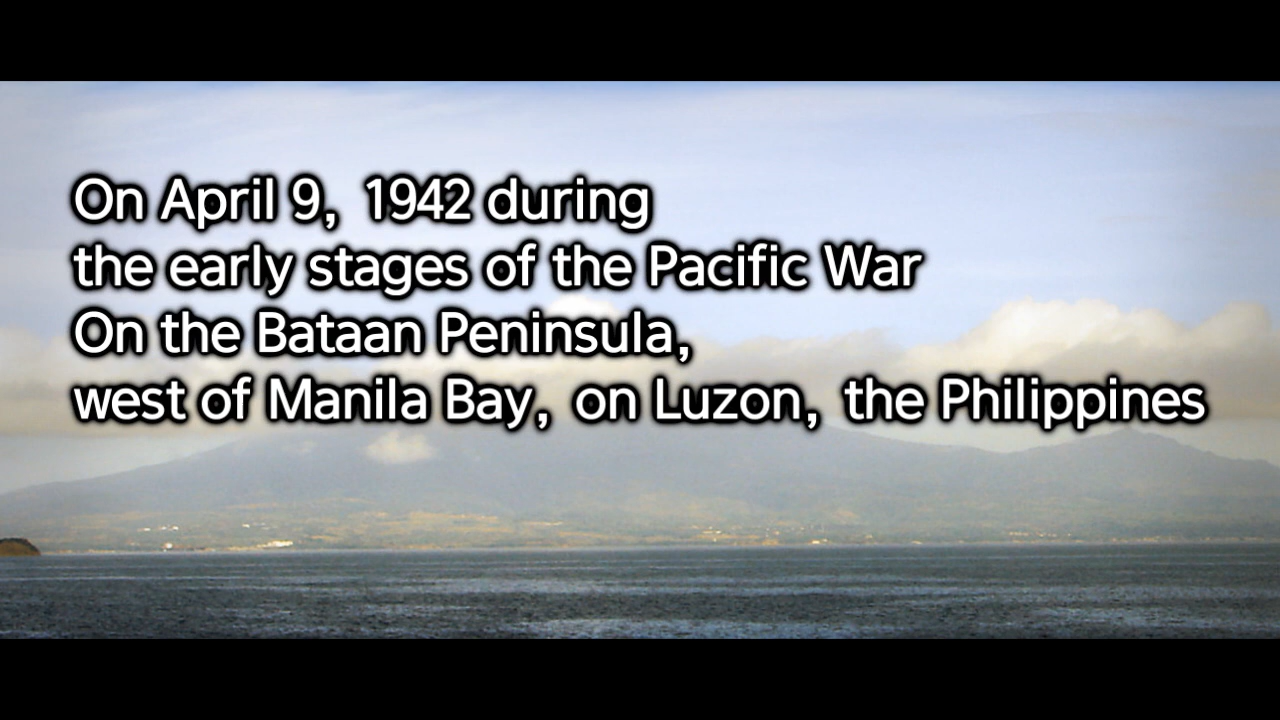 On April 9, 1942 during
the early stages of the Pacific War
On the Bataan Peninsula,
west of Manila Bay, on Luzon, the Philippines